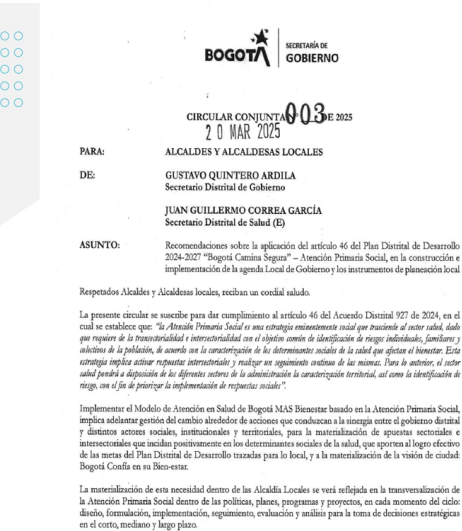 BOGOTÁ
SECRETARÍA DE
GOBIERNO
CIRCULAR CONJUNTA 003 DE 2025
20 MAR 2025
PARA: ALCALDES Y ALCALDESAS LOCALES
DE: GUSTAVO QUINTERO ARDILA
Secretario Distrital de Gobierno
JUAN GUILLERMO CORREA GARCÍA
Secretario Distrital de Salud (E)
ASUNTO: Recomendaciones sobre la aplicación del artículo 46 del Plan Distrital de Desarrollo
2024-2027 “Bogotá Camina Segura” – Atención Primaria Social, en la construcción e
implementación de la agenda Local de Gobierno y los instrumentos de planeación local
Respetados Alcaldes y Alcaldesas locales, reciban un cordial saludo.
La presente circular se suscribe para dar cumplimiento al artículo 46 del Acuerdo Distrital 927 de 2024, en el
cual se establece que: “la Atención Primaria Social es una estrategia eminentemente social que trasciende al sector salud, dado
que requiere de la transectorialidad e intersectorialidad con el objetivo común de identificación de riesgos individuales, familiares y
colectivos de la población, de acuerdo con la caracterización de los determinantes sociales de la salud que afectan el bienestar. Esta
estrategia implica activar respuestas intersectoriales y realizar un seguimiento continuo de las mismas. Para lo anterior, el sector
salud pondrá a disposición de los diferentes sectores de la administración la caracterización territorial, así como la identificación de
riesgo, con el fin de priorizar la implementación de respuestas sociales”.
Implementar el Modelo de Atención en Salud de Bogotá MAS Bienestar basado en la Atención Primaria Social,
implica adelantar gestión del cambio alrededor de acciones que conduzcan a la sinergia entre el gobierno distrital
y distintos actores sociales, institucionales y territoriales, para la materialización de apuestas sectoriales e
intersectoriales que incidan positivamente en los determinantes sociales de la salud, que aporten al logro efectivo
de las metas del Plan Distrital de Desarrollo trazadas para lo local, y a la materialización de la visión de ciudad:
Bogotá Confía en su Bien-estar.
La materialización de esta necesidad dentro de las Alcaldía Locales se verá reflejada en la transversalización de
la Atención Primaria Social dentro de las políticas, planes, programas y proyectos, en cada momento del ciclo:
diseño, formulación, implementación, seguimiento, evaluación y análisis para la toma de decisiones estratégicas
en el corto, mediano y largo plazo.